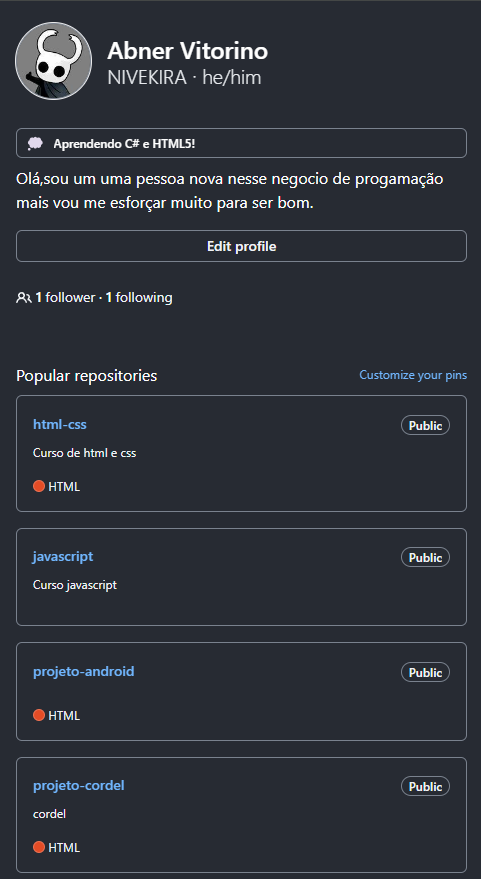 Abner Vitorino
NIVEKIRA · he/him
Aprendendo C# e HTML5!
Olá,sou um uma pessoa nova nesse negocio de progamação
mais vou me esforçar muito para ser bom.
Edit profile
1 follower · 1 following
Popular repositories
Customize your pins
html-css
Public
Curso de html e css
HTML
javascript
Public
Curso javascript
projeto-android
Public
HTML
projeto-cordel
Public
cordel
HTML